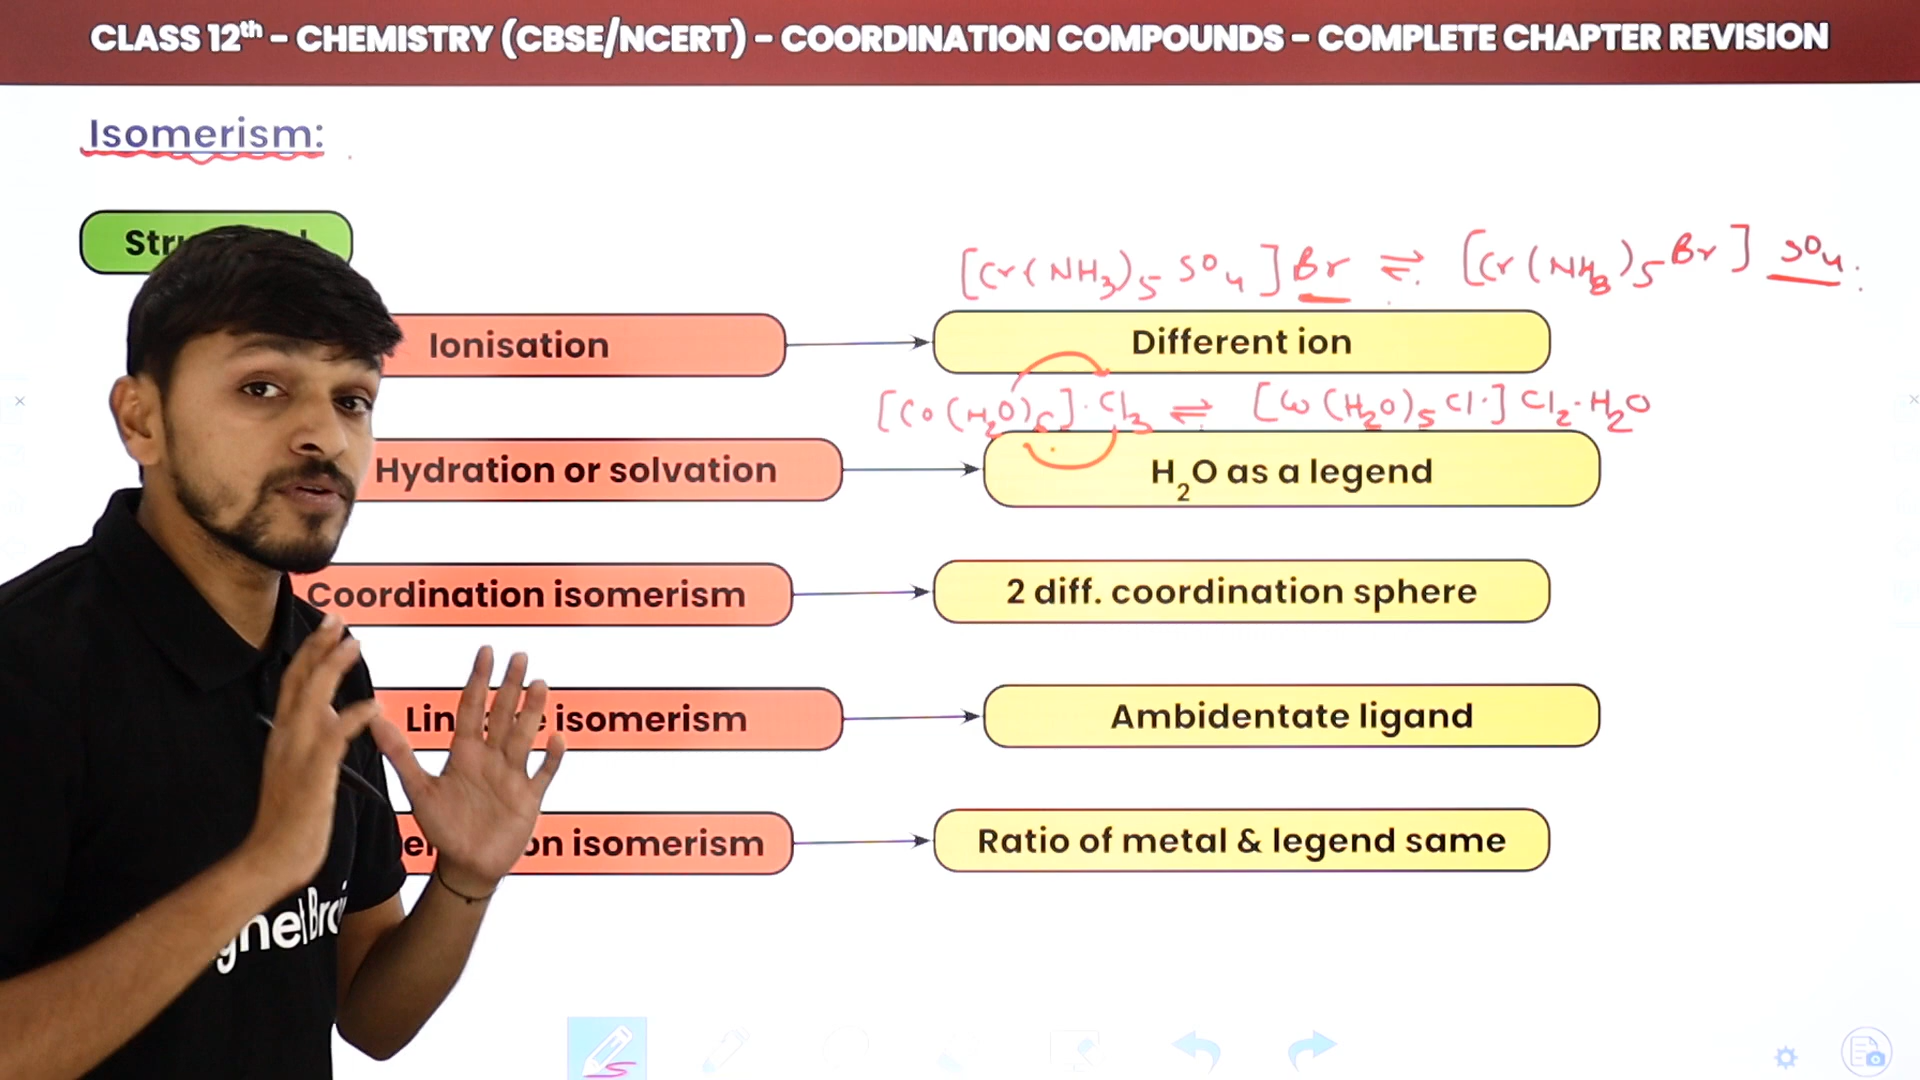 CLASS 12th – CHEMISTRY (CBSE/NCERT) – COORDINATION COMPOUNDS – COMPLETE CHAPTER REVISION
Isomerism:
[Cr(NH3)5 SO4] Br ⇌ [Cr(NH3)5 Br] SO4.
Ionisation
Different ion
[Co(H2O)6]·Cl3 ⇌ [Co(H2O)5 Cl·] Cl2·H2O
Hydration or solvation
H2O as a legend
Coordination isomerism
2 diff. coordination sphere
isomerism
Ambidentate ligand
isomerism
Ratio of metal & legend same